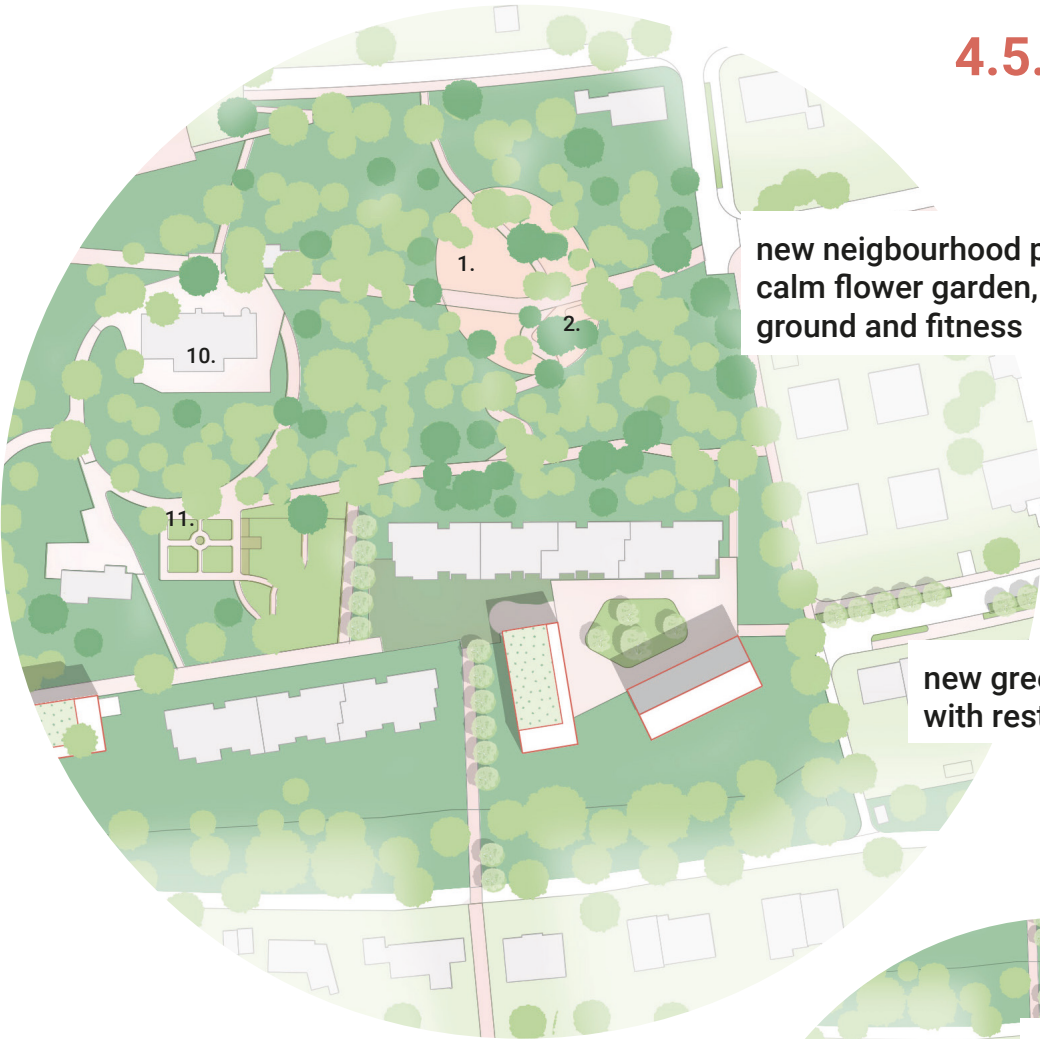 4.5.
1.
new neigbourhood p
calm flower garden,
ground and fitness
2.
10.
11.
new gree
with rest